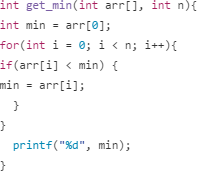 int get_min(int arr[], int n){
int min = arr[0];
for(int i = 0; i < n; i++){
if(arr[i] < min) {
min = arr[i];
}
}
printf("%d", min);
}